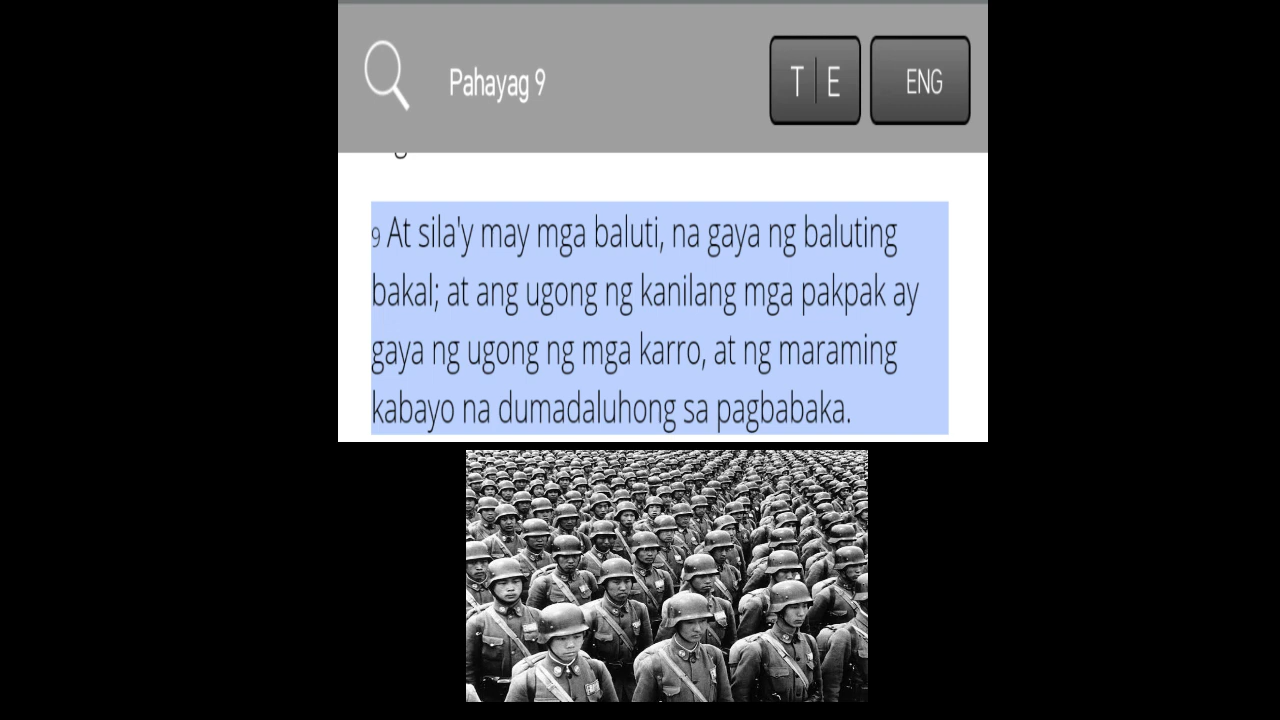 Pahayag 9
T E
ENG
9 At sila'y may mga baluti, na gaya ng baluting
bakal; at ang ugong ng kanilang mga pakpak ay
gaya ng ugong ng mga karro, at ng maraming
kabayo na dumadaluhong sa pagbabaka.